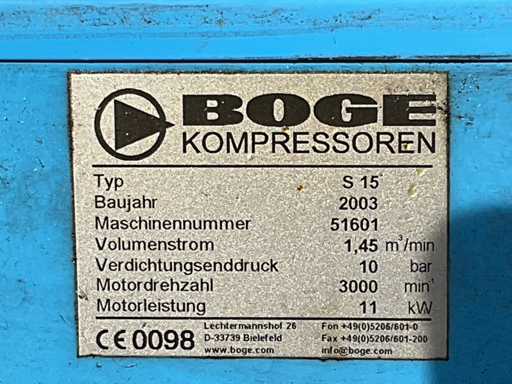 BOGE
KOMPRESSOREN
Typ S 15
Baujahr 2003
Maschinennummer 51601
Volumenstrom 1,45 m³/min
Verdichtungsenddruck 10 bar
Motordrehzahl 3000 min¹
Motorleistung 11 kW
CE 0098
Lechtermannshof 26 Fon +49(0)5206/601-0
D-33739 Bielefeld Fax +49(0)5206/601-200
www.boge.com info@boge.com